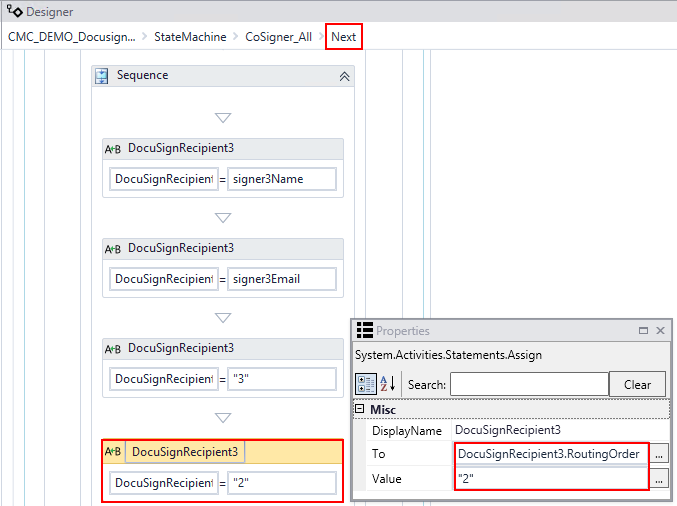 Designer
CMC_DEMO_Docusign... StateMachine CoSigner_All Next
Sequence
A+B DocuSignRecipient3
DocuSignRecipient = signer3Name
A+B DocuSignRecipient3
DocuSignRecipient = signer3Email
A+B DocuSignRecipient3
DocuSignRecipient = "3"
A+B DocuSignRecipient3
DocuSignRecipient = "2"
Properties
System.Activities.Statements.Assign
A Z Search: Clear
Misc
DisplayName DocuSignRecipient3
To DocuSignRecipient3.RoutingOrder ...
Value "2" ...